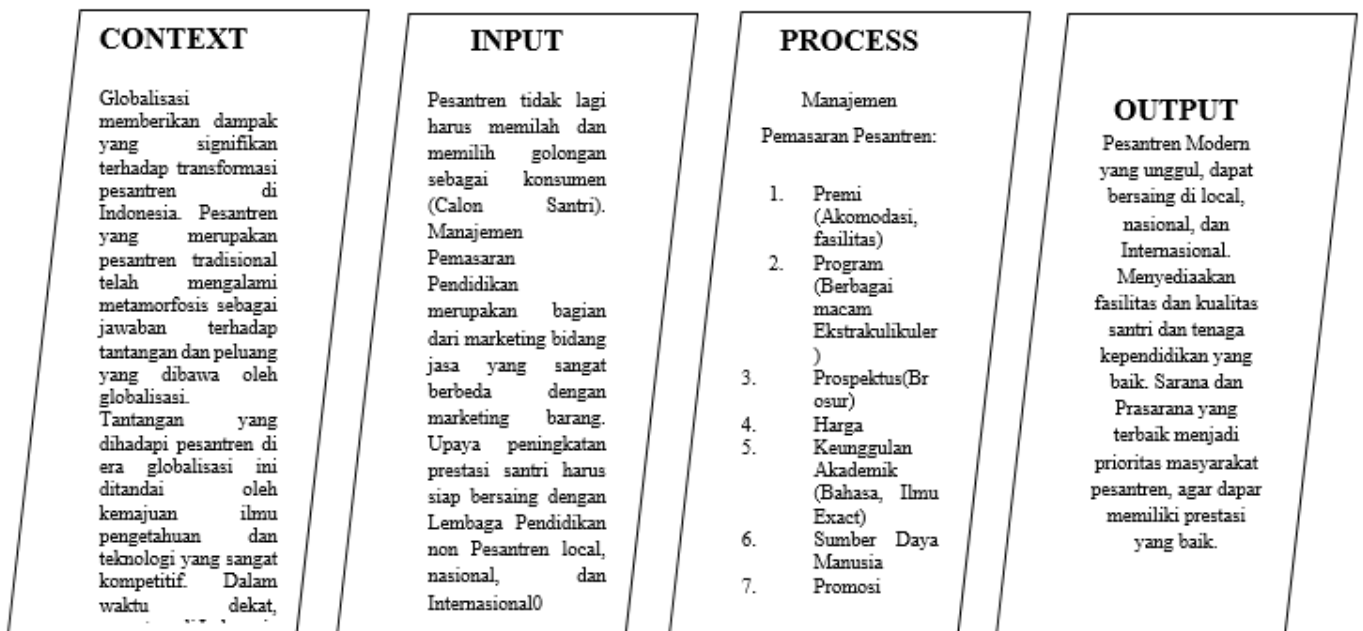 CONTEXT
Globalisasi
memberikan dampak
yang signifikan
terhadap transformasi
pesantren di
Indonesia. Pesantren
yang merupakan
pesantren tradisional
telah mengalami
metamorfosis sebagai
jawaban terhadap
tantangan dan peluang
yang dibawa oleh
globalisasi.
Tantangan yang
dihadapi pesantren di
era globalisasi ini
ditandai oleh
kemajuan ilmu
pengetahuan dan
teknologi yang sangat
kompetitif. Dalam
waktu dekat,
INPUT
Pesantren tidak lagi
harus memilah dan
memilih golongan
sebagai konsumen
(Calon Santri).
Manajemen
Pemasaran
Pendidikan
merupakan bagian
dari marketing bidang
jasa yang sangat
berbeda dengan
marketing barang.
Upaya peningkatan
prestasi santri harus
siap bersaing dengan
Lembaga Pendidikan
non Pesantren local,
nasional, dan
Internasional0
PROCESS
Manajemen
Pemasaran Pesantren:
1. Premi
(Akomodasi,
fasilitas)
2. Program
(Berbagai
macam
Ekstrakulikuler
)
3. Prospektus(Br
osur)
4. Harga
5. Keunggulan
Akademik
(Bahasa, Ilmu
Exact)
6. Sumber Daya
Manusia
7. Promosi
OUTPUT
Pesantren Modern
yang unggul, dapat
bersaing di local,
nasional, dan
Internasional.
Menyediaakan
fasilitas dan kualitas
santri dan tenaga
kependidikan yang
baik. Sarana dan
Prasarana yang
terbaik menjadi
prioritas masyarakat
pesantren, agar dapar
memiliki prestasi
yang baik.